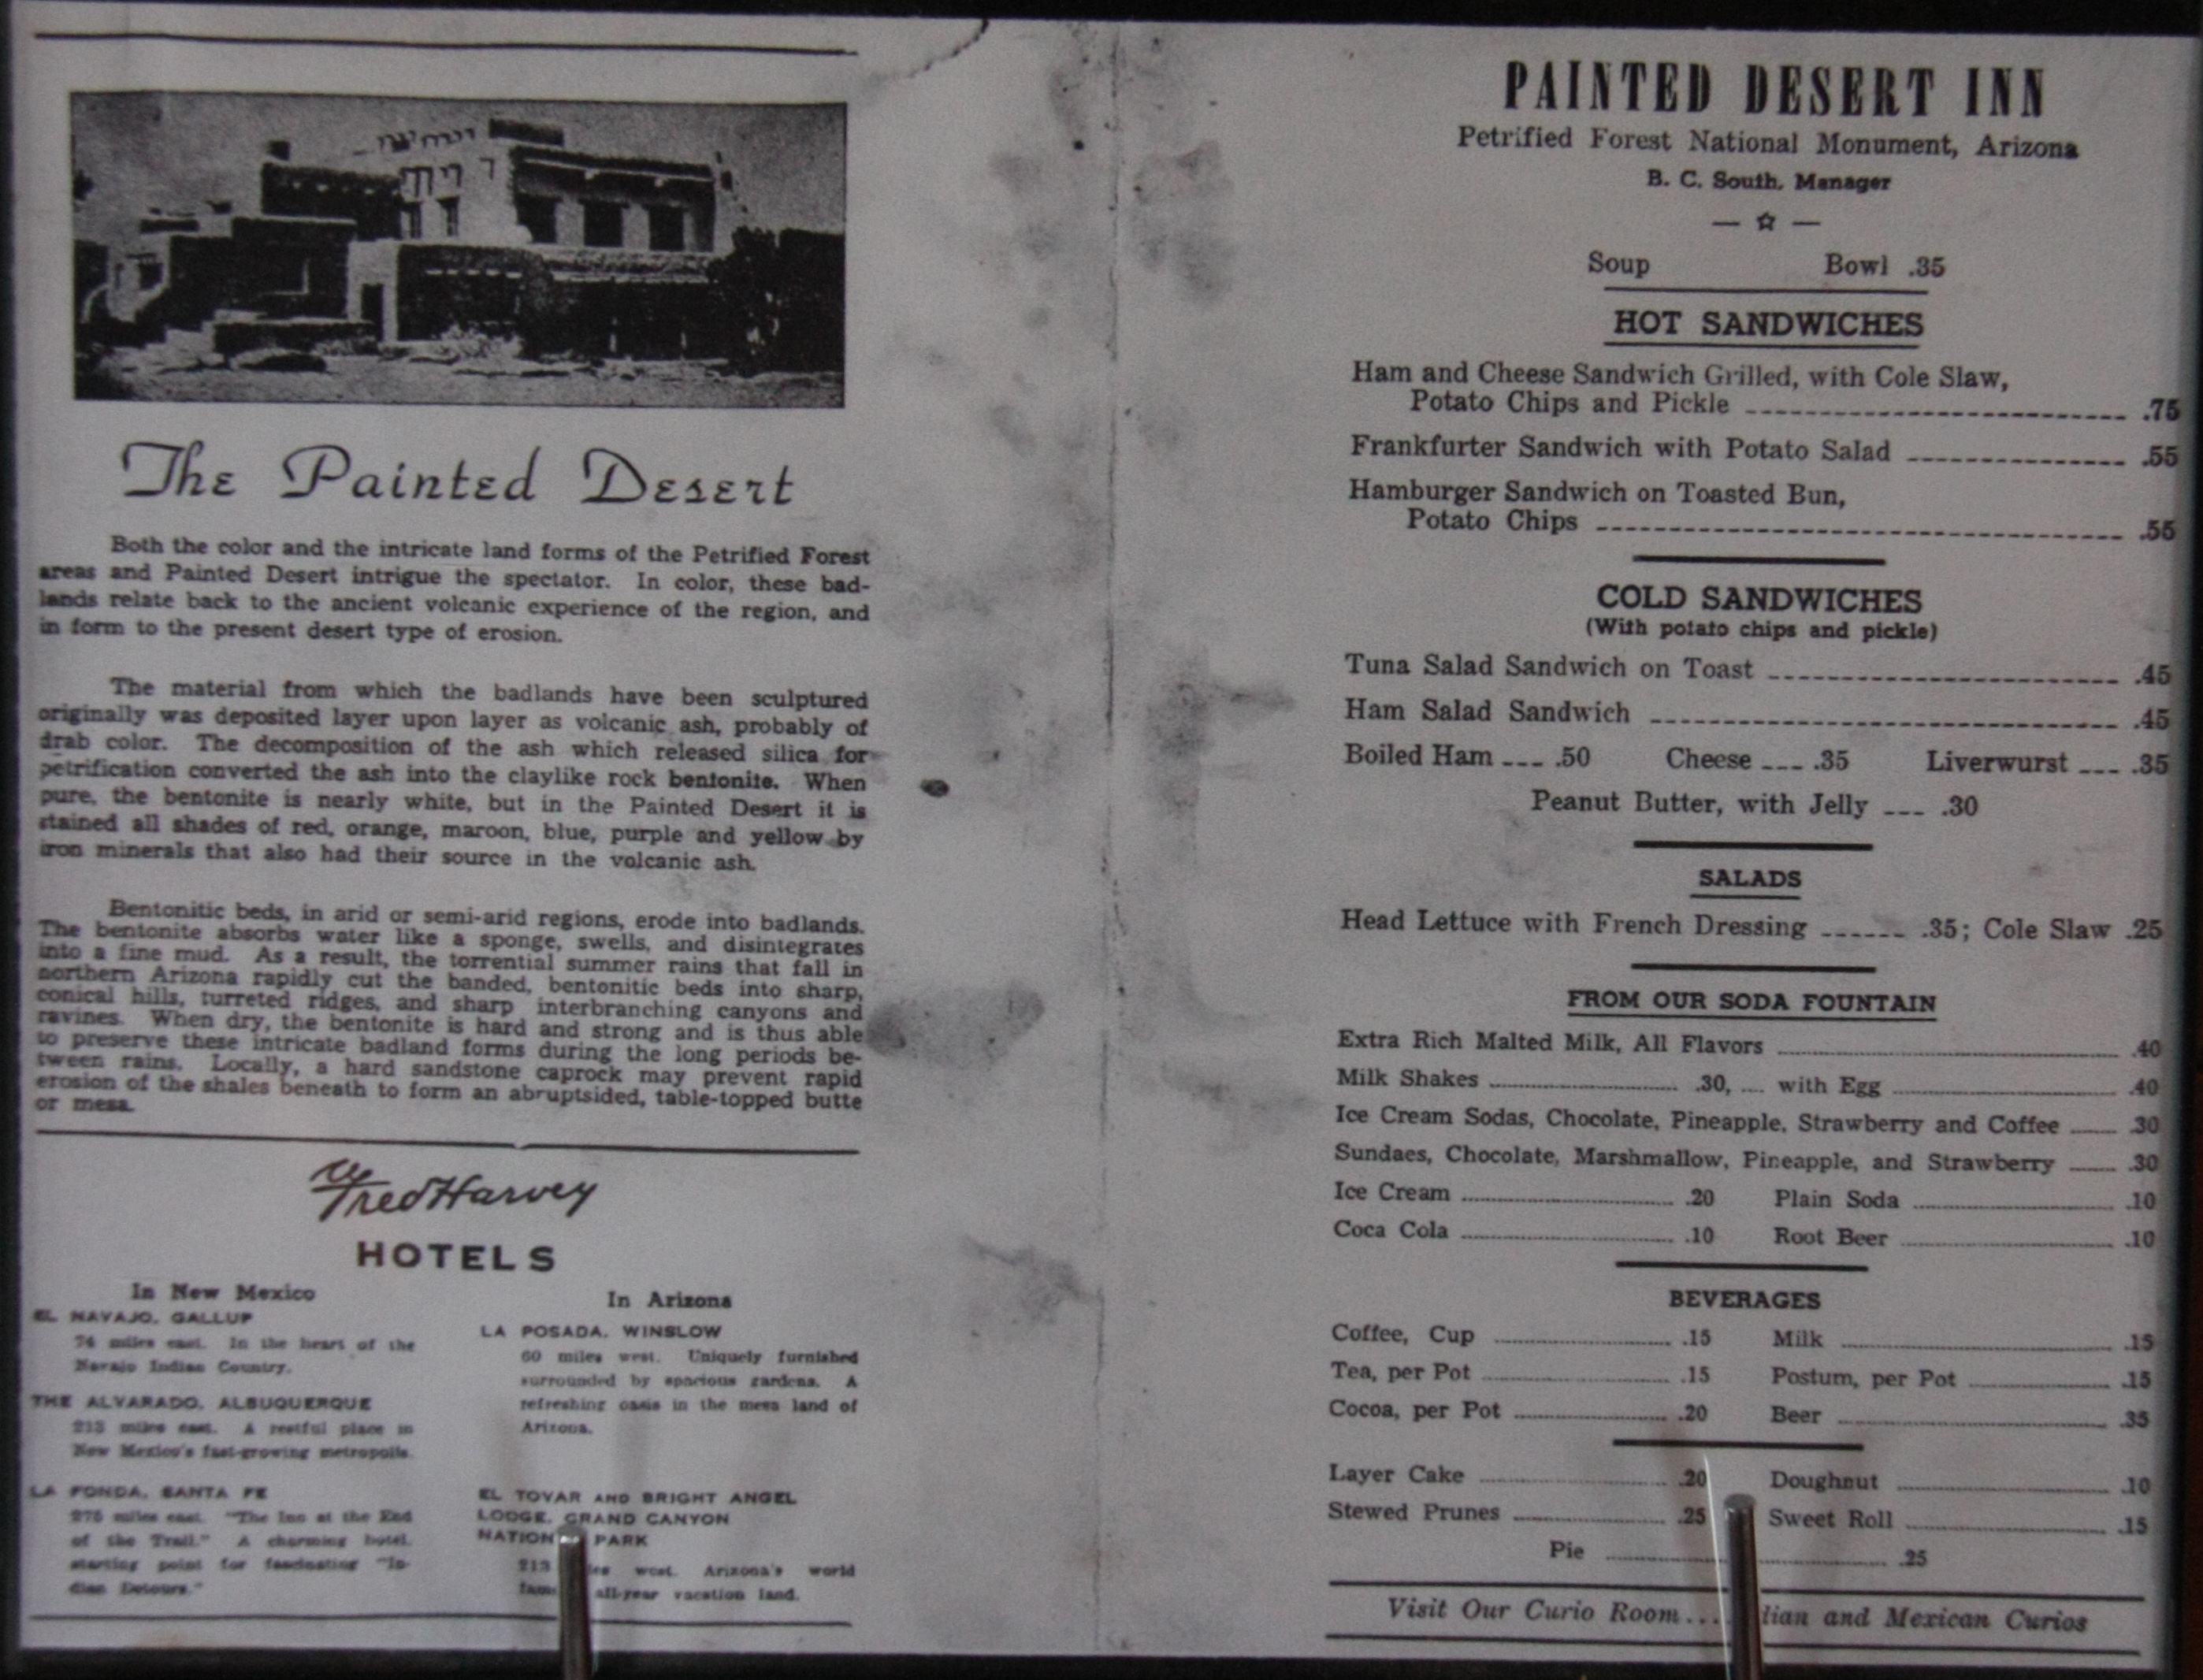 The Painted Desert
Both the color and the intricate land forms of the Petrified Forest
areas and Painted Desert intrigue the spectator. In color, these bad-
lands relate back to the ancient volcanic experience of the region, and
in form to the present desert type of erosion.
The material from which the badlands have been sculptured
originally was deposited layer upon layer as volcanic ash, probably of
drab color. The decomposition of the ash which released silica for
petrification converted the ash into the claylike rock bentonite. When
pure, the bentonite is nearly white, but in the Painted Desert it is
stained all shades of red, orange, maroon, blue, purple and yellow by
iron minerals that also had their source in the volcanic ash.
Bentonitic beds, in arid or semi-arid regions, erode into badlands.
The bentonite absorbs water like a sponge, swells, and disintegrates
into a fine mud. As a result, the torrential summer rains that fall in
northern Arizona rapidly cut the banded, bentonitic beds into sharp,
conical hills, turreted ridges, and sharp interbranching canyons and
ravines. When dry, the bentonite is hard and strong and is thus able
to preserve these intricate badland forms during the long periods be-
tween rains. Locally, a hard sandstone caprock may prevent rapid
erosion of the shales beneath to form an abruptsided, table-topped butte
or mesa.
Fred Harvey
HOTELS
In New Mexico
EL NAVAJO, GALLUP
74 miles east. In the heart of the
Navajo Indian Country.
THE ALVARADO, ALBUQUERQUE
213 miles east. A restful place in
New Mexico's fast-growing metropolis.
LA FONDA, SANTA FE
275 miles east. "The Inn at the End
of the Trail." A charming hotel,
starting point for fascinating "In-
dian Detours."
In Arizona
LA POSADA, WINSLOW
60 miles west. Uniquely furnished
surrounded by spacious gardens. A
refreshing oasis in the mesa land of
Arizona.
EL TOVAR AND BRIGHT ANGEL
LODGE, GRAND CANYON
NATION PARK
213 les west. Arizona's world
fam all-year vacation land.
PAINTED DESERT INN
Petrified Forest National Monument, Arizona
B. C. South, Manager
— ☆ —
Soup Bowl .35
HOT SANDWICHES
Ham and Cheese Sandwich Grilled, with Cole Slaw,
Potato Chips and Pickle .75
Frankfurter Sandwich with Potato Salad .55
Hamburger Sandwich on Toasted Bun,
Potato Chips .55
COLD SANDWICHES
(With potato chips and pickle)
Tuna Salad Sandwich on Toast .45
Ham Salad Sandwich .45
Boiled Ham --- .50 Cheese --- .35 Liverwurst --- .35
Peanut Butter, with Jelly --- .30
SALADS
Head Lettuce with French Dressing ------ .35; Cole Slaw .25
FROM OUR SODA FOUNTAIN
Extra Rich Malted Milk, All Flavors .40
Milk Shakes .30, .... with Egg .40
Ice Cream Sodas, Chocolate, Pineapple, Strawberry and Coffee .30
Sundaes, Chocolate, Marshmallow, Pineapple, and Strawberry .30
Ice Cream .20 Plain Soda .10
Coca Cola .10 Root Beer .10
BEVERAGES
Coffee, Cup .15 Milk .15
Tea, per Pot .15 Postum, per Pot .15
Cocoa, per Pot .20 Beer .35
Layer Cake .20 Doughnut .10
Stewed Prunes .25 Sweet Roll .15
Pie .25
Visit Our Curio Room... dian and Mexican Curios